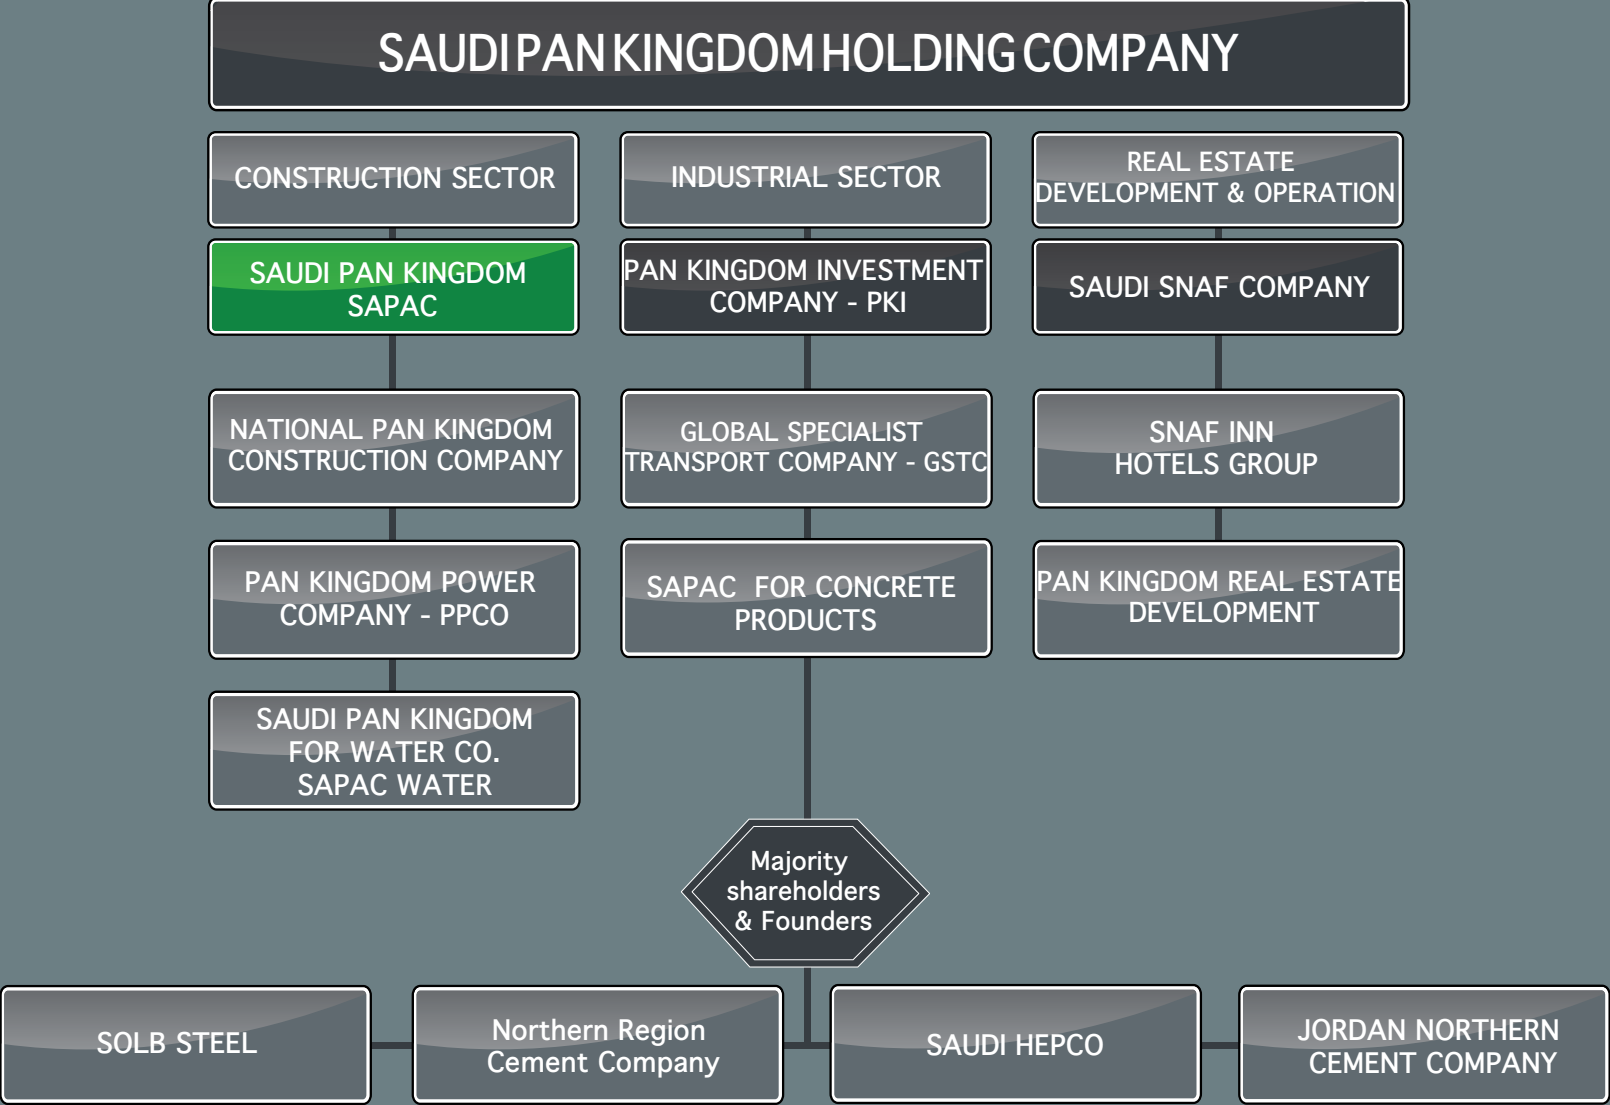 SAUDI PAN KINGDOM HOLDING COMPANY
CONSTRUCTION SECTOR
INDUSTRIAL SECTOR
REAL ESTATE
DEVELOPMENT & OPERATION
SAUDI PAN KINGDOM
SAPAC
PAN KINGDOM INVESTMENT
COMPANY - PKI
SAUDI SNAF COMPANY
NATIONAL PAN KINGDOM
CONSTRUCTION COMPANY
GLOBAL SPECIALIST
TRANSPORT COMPANY - GSTC
SNAF INN
HOTELS GROUP
PAN KINGDOM POWER
COMPANY - PPCO
SAPAC FOR CONCRETE
PRODUCTS
PAN KINGDOM REAL ESTATE
DEVELOPMENT
SAUDI PAN KINGDOM
FOR WATER CO.
SAPAC WATER
Majority
shareholders
& Founders
SOLB STEEL
Northern Region
Cement Company
SAUDI HEPCO
JORDAN NORTHERN
CEMENT COMPANY